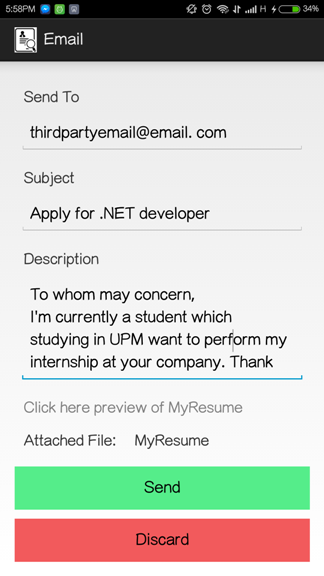 5:58PM H 34%
Email
Send To
thirdpartyemail@email. com
Subject
Apply for .NET developer
Description
To whom may concern,
I'm currently a student which
studying in UPM want to perform my
internship at your company. Thank
Click here preview of MyResume
Attached File: MyResume
Send
Discard